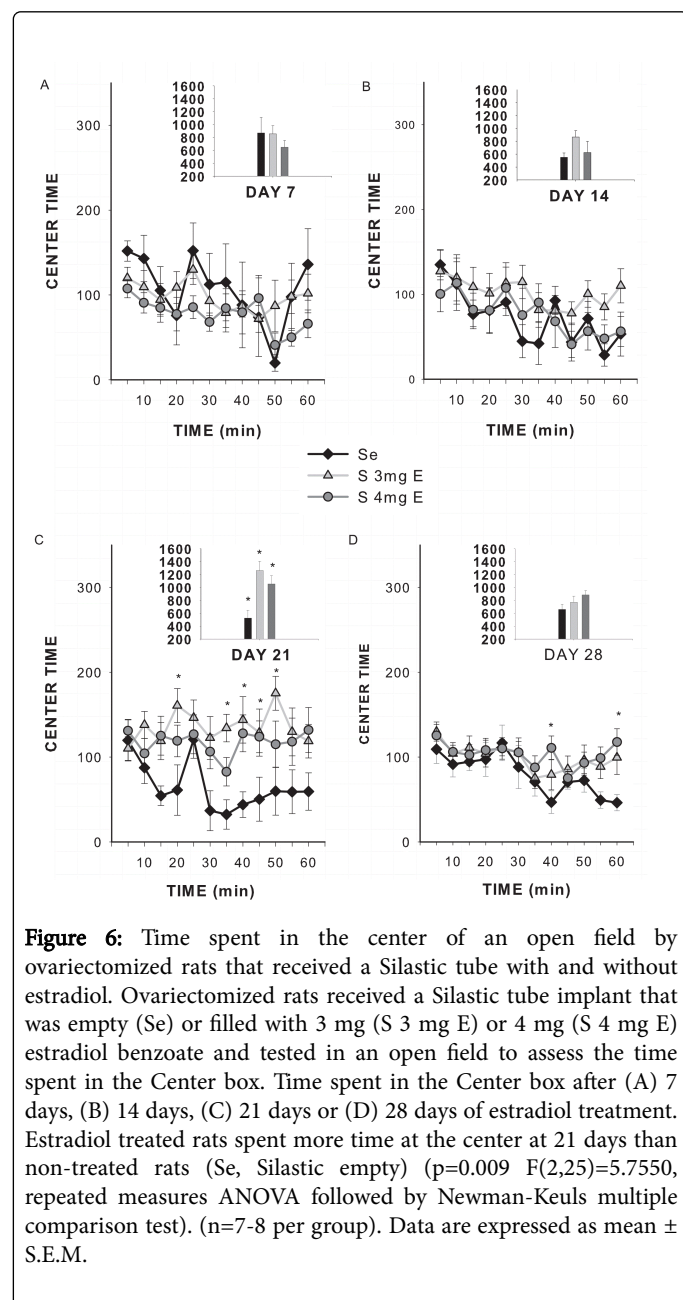 A
B
1600
1400
1200
1000
800
600
400
200
DAY 7
1600
1400
1200
1000
800
600
400
200
DAY 14
300
200
100
0
CENTER TIME
10 20 30 40 50 60
TIME (min)
300
200
100
0
CENTER TIME
10 20 30 40 50 60
TIME (min)
Se
S 3mg E
S 4mg E
C
D
1600
1400
1200
1000
800
600
400
200
* * *
DAY 21
1600
1400
1200
1000
800
600
400
200
DAY 28
300
200
100
0
CENTER TIME
* * * * *
10 20 30 40 50 60
TIME (min)
300
200
100
0
CENTER TIME
* *
10 20 30 40 50 60
TIME (min)
Figure 6: Time spent in the center of an open field by
ovariectomized rats that received a Silastic tube with and without
estradiol. Ovariectomized rats received a Silastic tube implant that
was empty (Se) or filled with 3 mg (S 3 mg E) or 4 mg (S 4 mg E)
estradiol benzoate and tested in an open field to assess the time
spent in the Center box. Time spent in the Center box after (A) 7
days, (B) 14 days, (C) 21 days or (D) 28 days of estradiol treatment.
Estradiol treated rats spent more time at the center at 21 days than
non-treated rats (Se, Silastic empty) (p=0.009 F(2,25)=5.7550,
repeated measures ANOVA followed by Newman-Keuls multiple
comparison test). (n=7-8 per group). Data are expressed as mean ±
S.E.M.